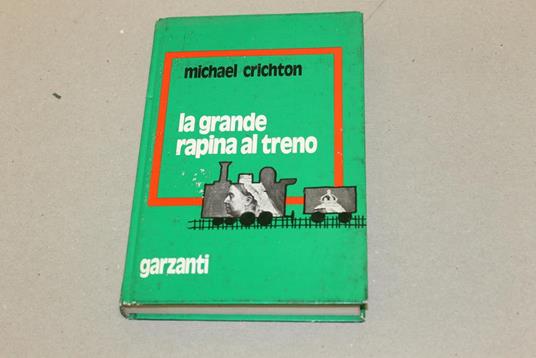 michael crichton
la grande
rapina al treno
garzanti